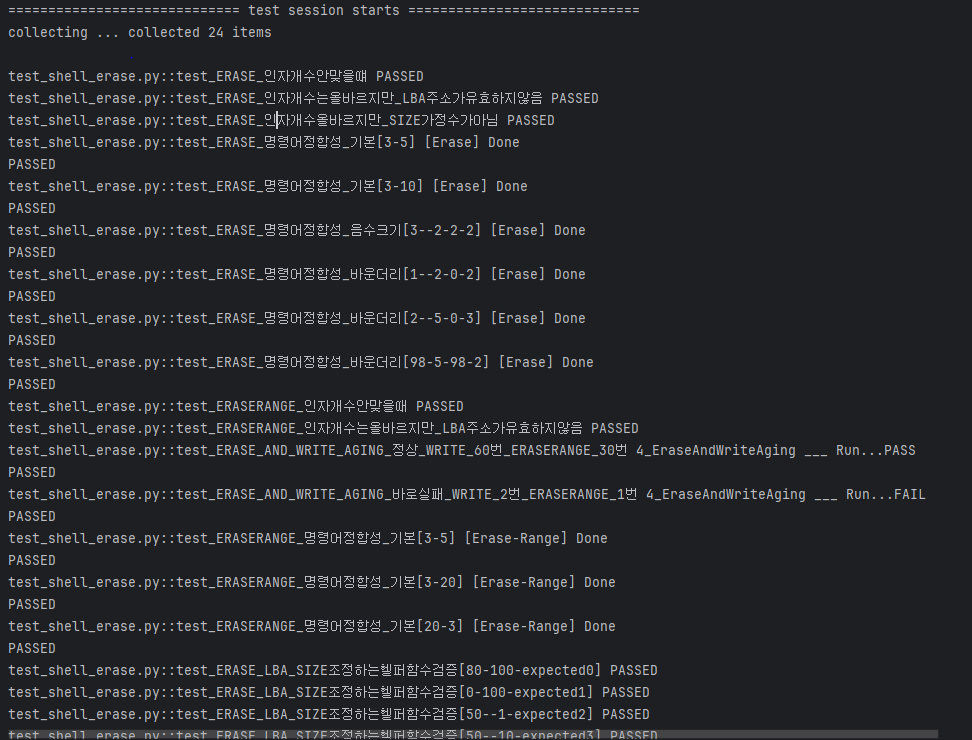 ============================= test session starts =============================
collecting ... collected 24 items
test_shell_erase.py::test_ERASE_인자개수안맞을떄 PASSED
test_shell_erase.py::test_ERASE_인자개수는올바르지만_LBA주소가유효하지않음 PASSED
test_shell_erase.py::test_ERASE_인자개수올바르지만_SIZE가정수가아님 PASSED
test_shell_erase.py::test_ERASE_명령어정합성_기본[3-5] [Erase] Done
PASSED
test_shell_erase.py::test_ERASE_명령어정합성_기본[3-10] [Erase] Done
PASSED
test_shell_erase.py::test_ERASE_명령어정합성_음수크기[3--2-2-2] [Erase] Done
PASSED
test_shell_erase.py::test_ERASE_명령어정합성_바운더리[1--2-0-2] [Erase] Done
PASSED
test_shell_erase.py::test_ERASE_명령어정합성_바운더리[2--5-0-3] [Erase] Done
PASSED
test_shell_erase.py::test_ERASE_명령어정합성_바운더리[98-5-98-2] [Erase] Done
PASSED
test_shell_erase.py::test_ERASERANGE_인자개수안맞을때 PASSED
test_shell_erase.py::test_ERASERANGE_인자개수는올바르지만_LBA주소가유효하지않음 PASSED
test_shell_erase.py::test_ERASE_AND_WRITE_AGING_정상_WRITE_60번_ERASERANGE_30번 4_EraseAndWriteAging ___ Run...PASS
PASSED
test_shell_erase.py::test_ERASE_AND_WRITE_AGING_바로실패_WRITE_2번_ERASERANGE_1번 4_EraseAndWriteAging ___ Run...FAIL
PASSED
test_shell_erase.py::test_ERASERANGE_명령어정합성_기본[3-5] [Erase-Range] Done
PASSED
test_shell_erase.py::test_ERASERANGE_명령어정합성_기본[3-20] [Erase-Range] Done
PASSED
test_shell_erase.py::test_ERASERANGE_명령어정합성_기본[20-3] [Erase-Range] Done
PASSED
test_shell_erase.py::test_ERASE_LBA_SIZE조정하는헬퍼함수검증[80-100-expected0] PASSED
test_shell_erase.py::test_ERASE_LBA_SIZE조정하는헬퍼함수검증[0-100-expected1] PASSED
test_shell_erase.py::test_ERASE_LBA_SIZE조정하는헬퍼함수검증[50--1-expected2] PASSED
test_shell_erase.py::test_ERASE_LBA_SIZE조정하는헬퍼함수검증[50--10-expected3] PASSED